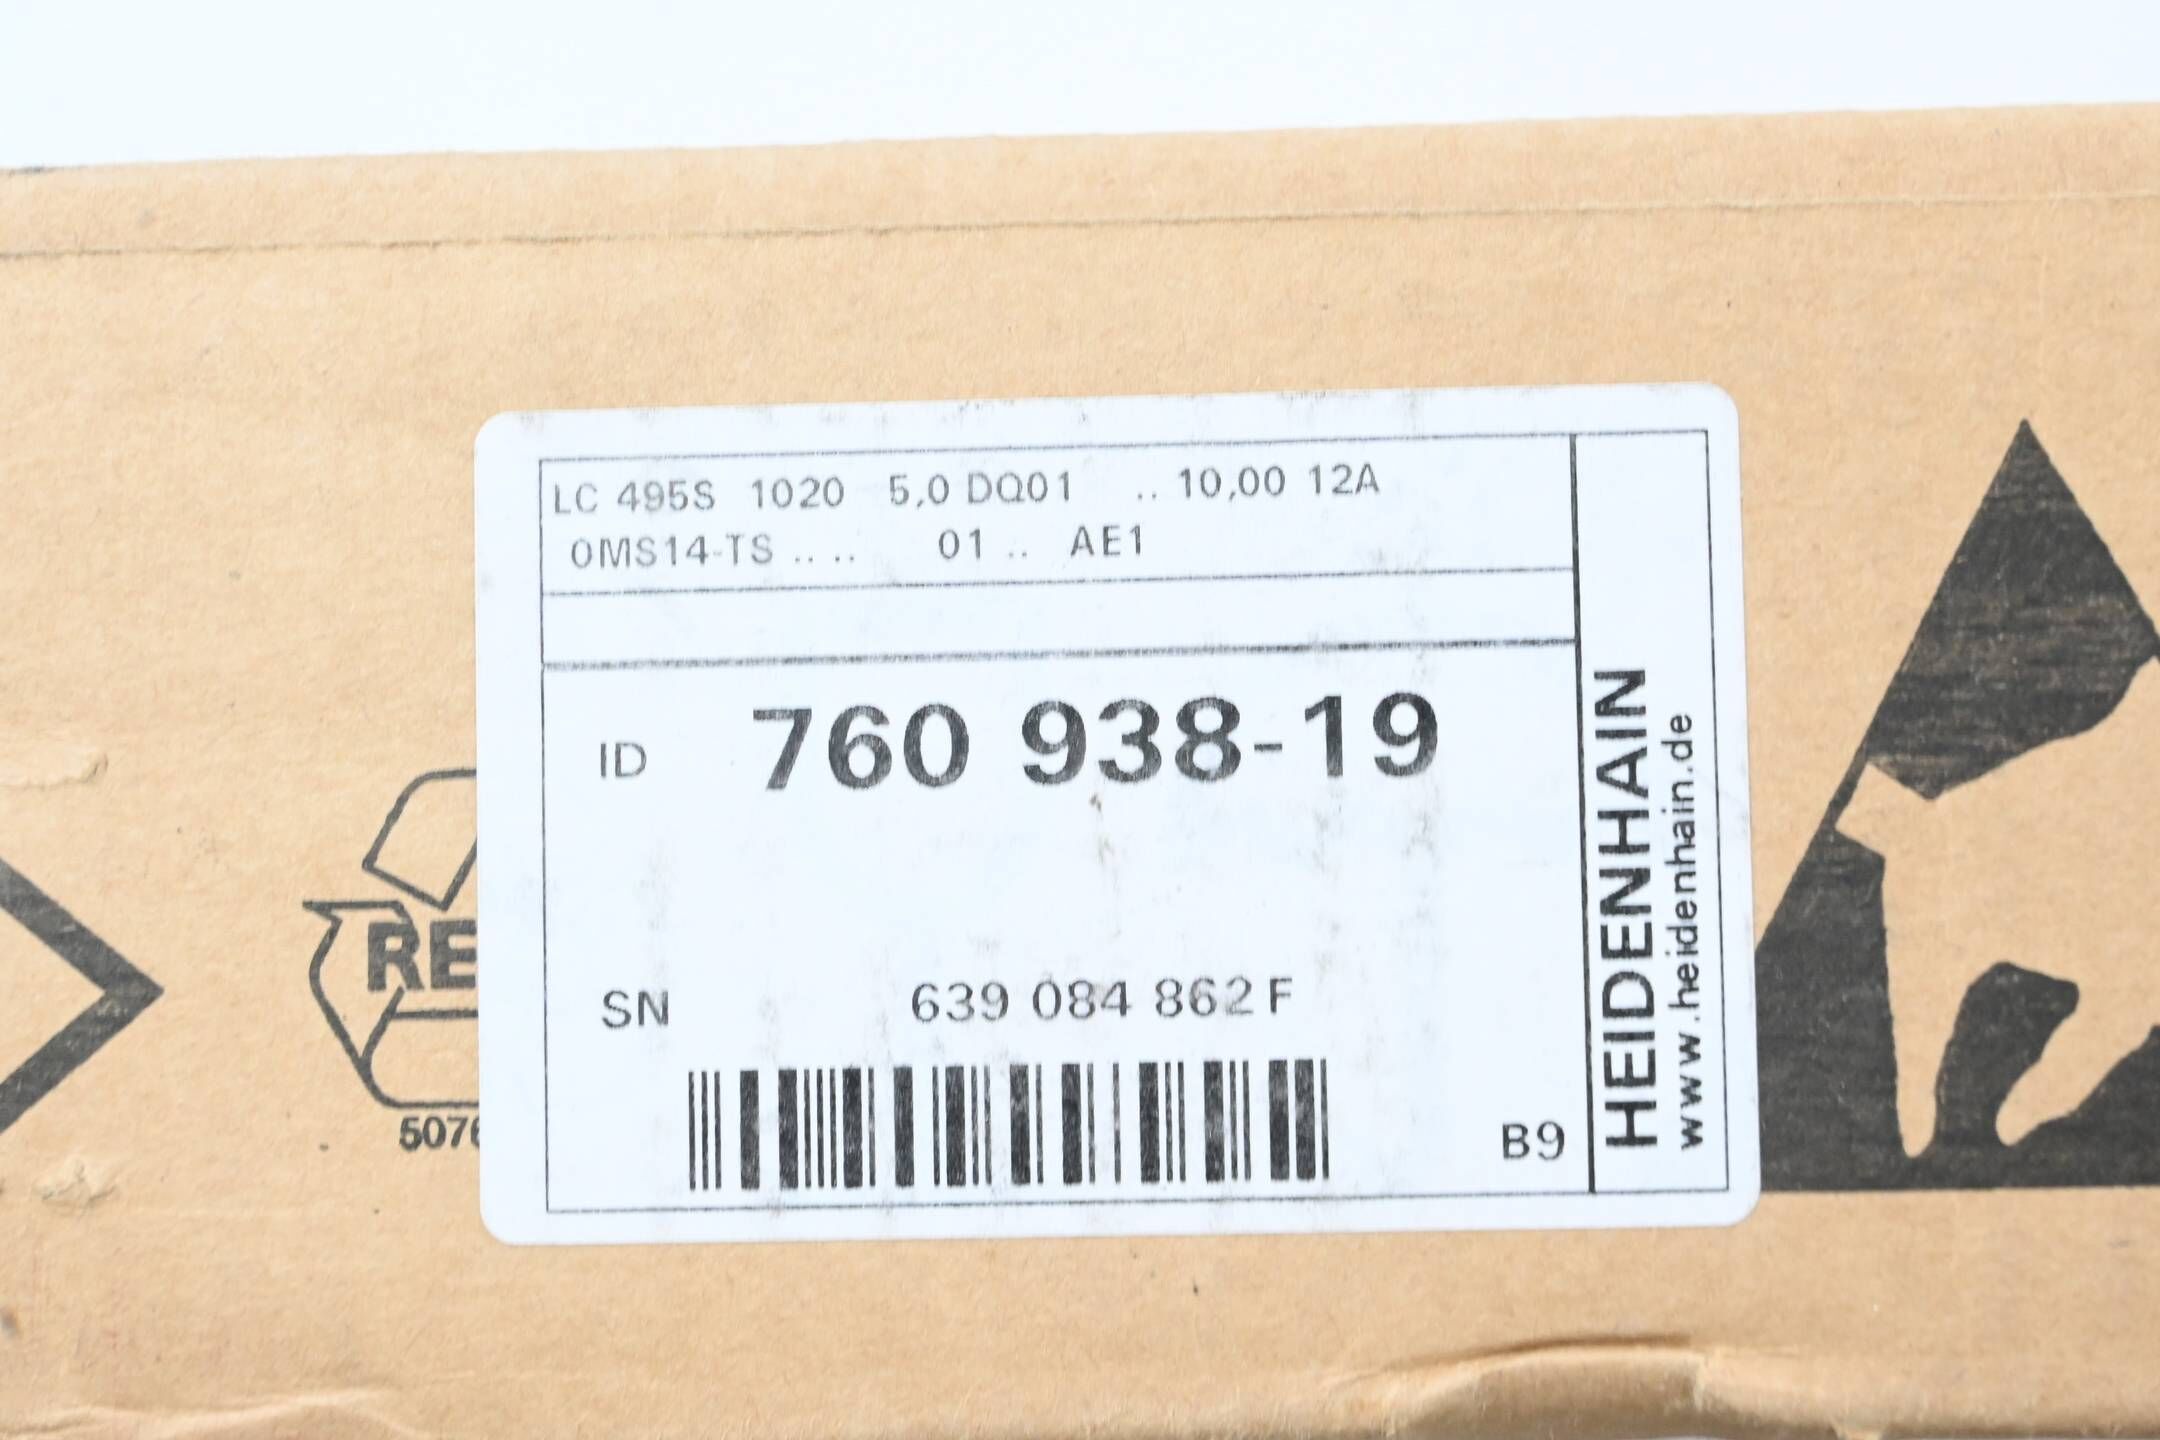 LC 495S 1020 5,0 DQ01 .. 10,00 12A
0MS14-TS .. .. 01 .. AE1
ID 760 938-19
SN 639 084 862 F
B9
HEIDENHAIN
www.heidenhain.de
RE
507